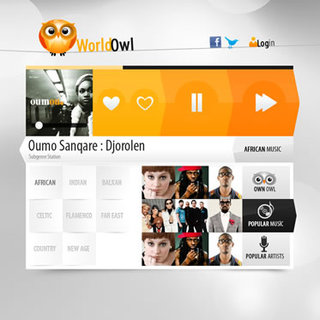 WorldOwl
Login
oumou
Oumo Sanqare : Djorolen
Subgenre Station
AFRICAN MUSIC
AFRICAN INDIAN BALKAN
OWN OWL
CELTIC FLAMENCO FAR EAST
POPULAR MUSIC
COUNTRY NEW AGE
POPULAR ARTISTS